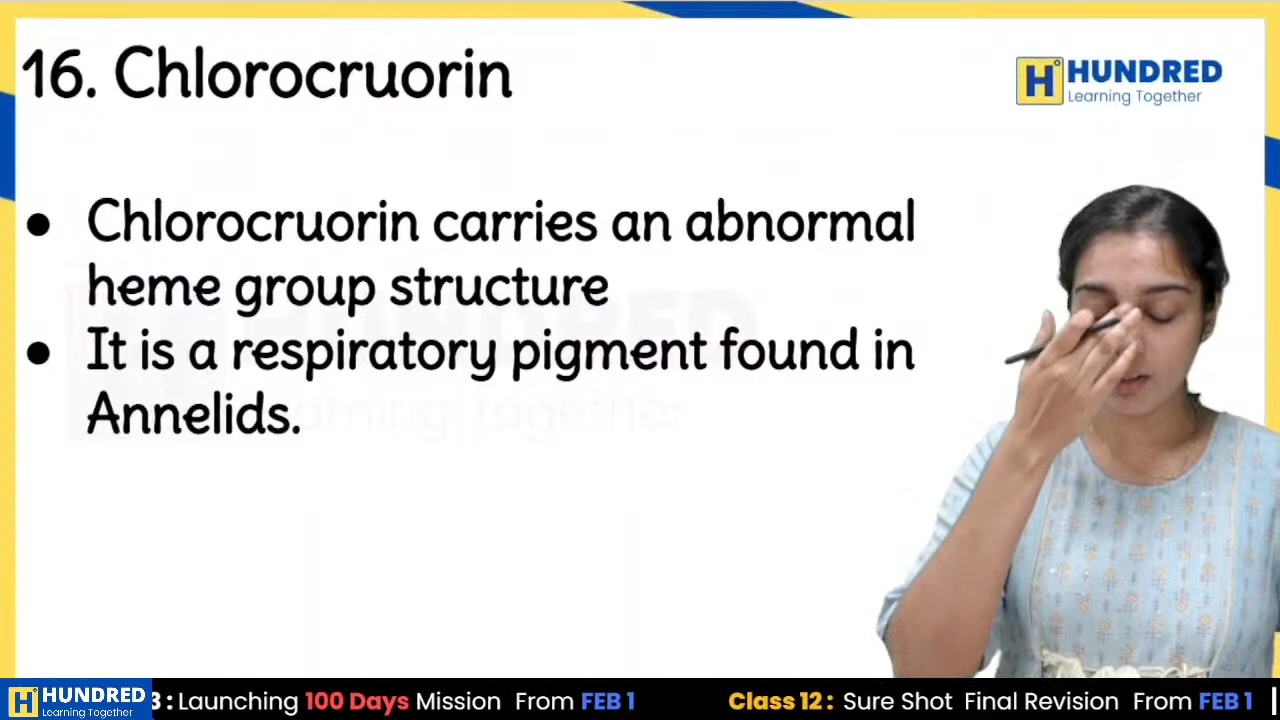 16. Chlorocruorin
H° HUNDRED
Learning Together
● Chlorocruorin carries an abnormal
heme group structure
● It is a respiratory pigment found in
Annelids.
H° HUNDRED
Learning Together
3 : Launching 100 Days Mission From FEB 1 Class 12 : Sure Shot Final Revision From FEB 1